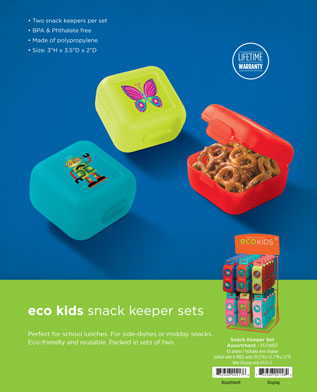 • Two snack keepers per set
• BPA & Phthalate free
• Made of polypropylene
• Size: 3"H x 3.5"D x 2"D
LIFETIME
WARRANTY
eco KIDS
eco kids snack keeper sets
Perfect for school lunches. For side-dishes or midday snacks.
Eco-friendly and reusable. Packed in sets of two.
Snack Keeper Set
Assortment
Assortment
Display